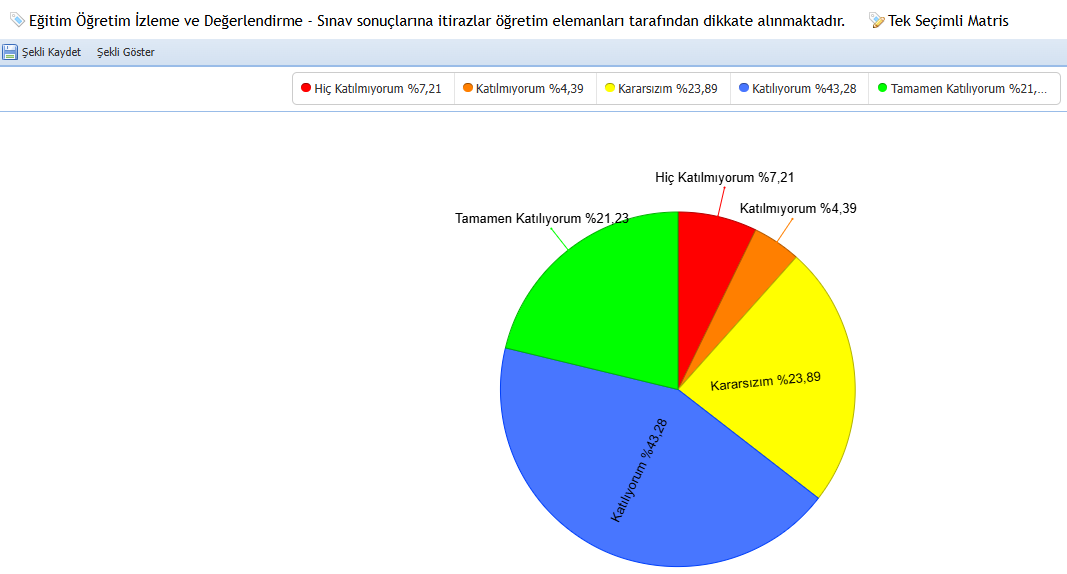 Eğitim Öğretim İzleme ve Değerlendirme - Sınav sonuçlarına itirazlar öğretim elemanları tarafından dikkate alınmaktadır. Tek Seçimli Matris
Şekli Kaydet Şekli Göster
Hiç Katılmıyorum %7,21 Katılmıyorum %4,39 Kararsızım %23,89 Katılıyorum %43,28 Tamamen Katılıyorum %21,...
Hiç Katılmıyorum %7,21
Katılmıyorum %4,39
Tamamen Katılıyorum %21,23
Kararsızım %23,89
Katılıyorum %43,28